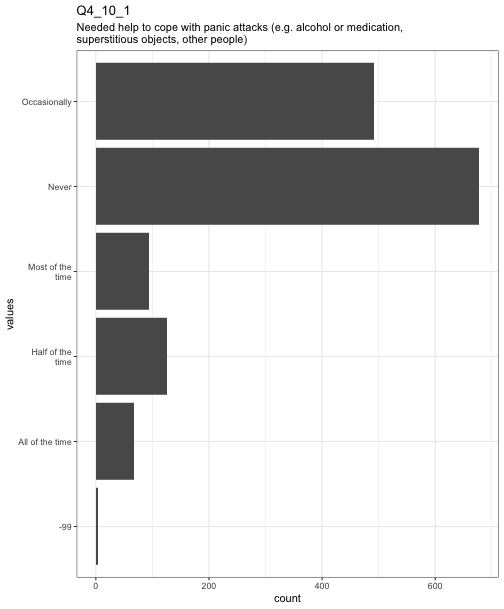 Q4_10_1
Needed help to cope with panic attacks (e.g. alcohol or medication,
superstitious objects, other people)
Occasionally
Never
Most of the
time
Half of the
time
All of the time
-99
values
0
200
400
600
count